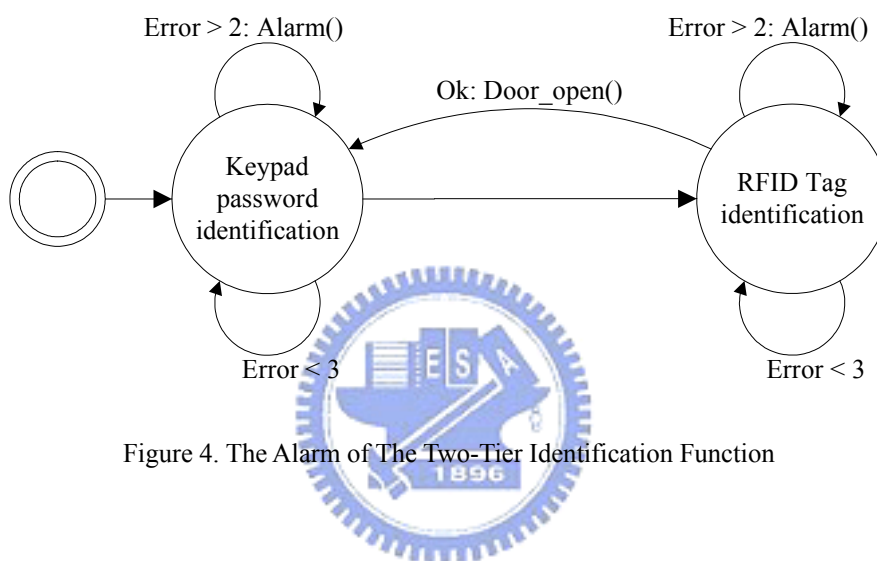 Error > 2: Alarm()
Error > 2: Alarm()
Ok: Door_open()
Keypad
password
identification
RFID Tag
identification
Error < 3
Error < 3
E S A
Figure 4. The Alarm of The Two-Tier Identification Function
1896